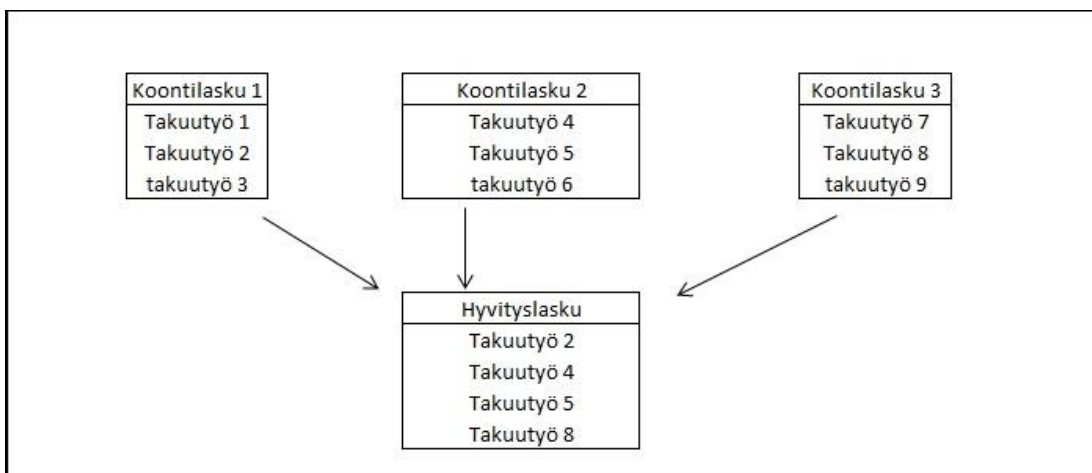 Koontilasku 1
Takuutyö 1
Takuutyö 2
takuutyö 3
Koontilasku 2
Takuutyö 4
Takuutyö 5
takuutyö 6
Koontilasku 3
Takuutyö 7
Takuutyö 8
takuutyö 9
Hyvityslasku
Takuutyö 2
Takuutyö 4
Takuutyö 5
Takuutyö 8